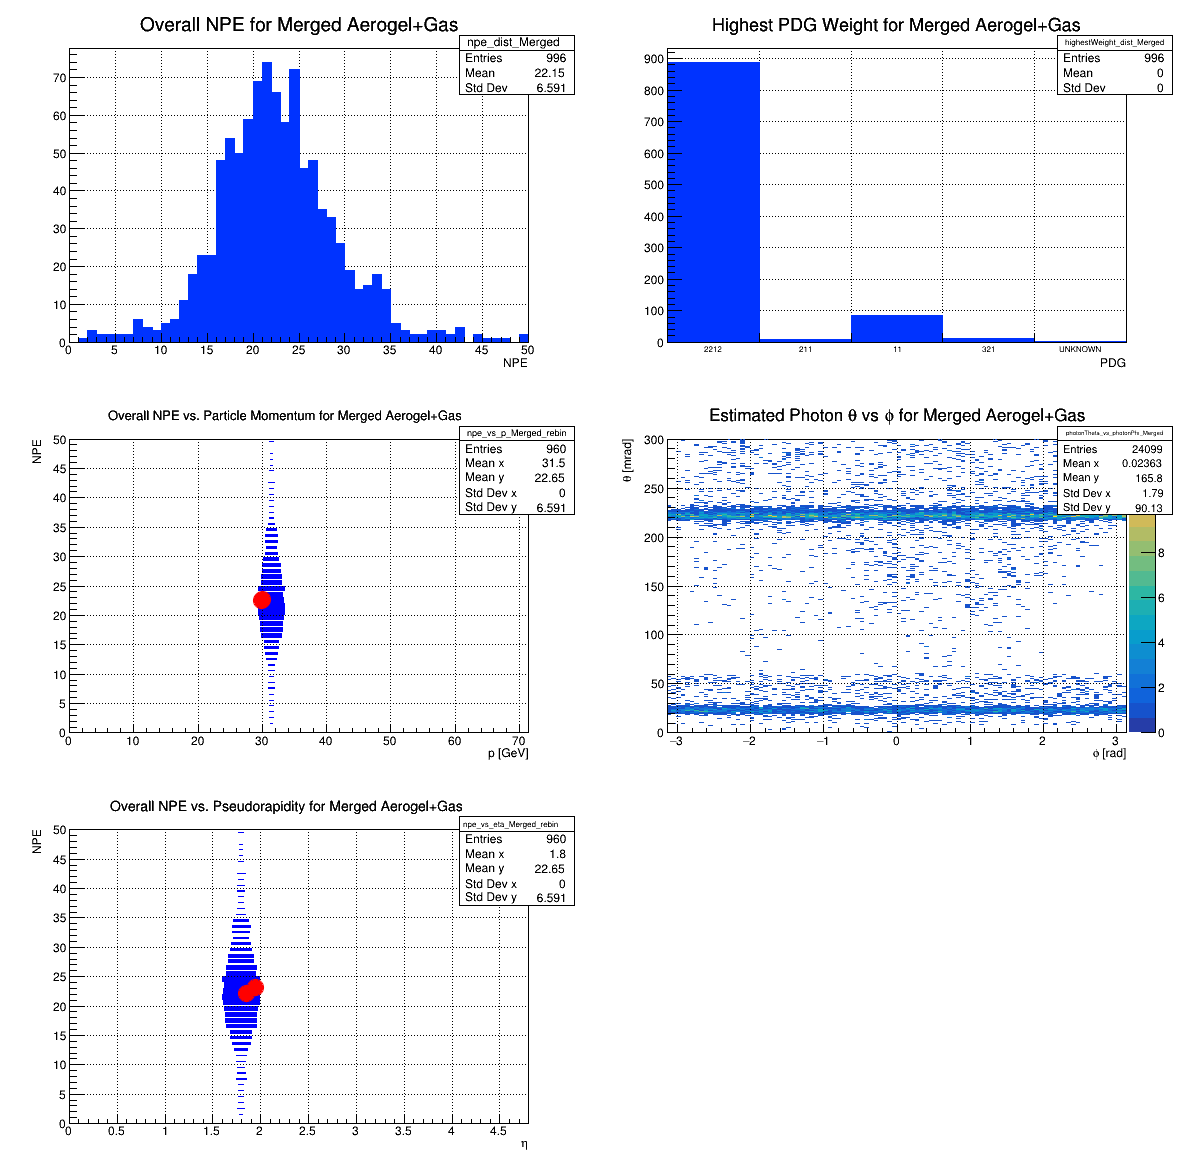 Overall NPE for Merged Aerogel+Gas
npe_dist_Merged
Entries 996
Mean 22.15
Std Dev 6.591
70
60
50
40
30
20
10
0
0 5 10 15 20 25 30 35 40 45 50
NPE
Highest PDG Weight for Merged Aerogel+Gas
highestWeight_dist_Merged
Entries 996
Mean 0
Std Dev 0
900
800
700
600
500
400
300
200
100
0
2212 211 11 321 UNKNOWN
PDG
Overall NPE vs. Particle Momentum for Merged Aerogel+Gas
npe_vs_p_Merged_rebin
Entries 960
Mean x 31.5
Mean y 22.65
Std Dev x 0
Std Dev y 6.591
NPE
50
45
40
35
30
25
20
15
10
5
0
0 10 20 30 40 50 60 70
p [GeV]
Estimated Photon θ vs ϕ for Merged Aerogel+Gas
photonTheta_vs_photonPhi_Merged
Entries 24099
Mean x 0.02363
Mean y 165.8
Std Dev x 1.79
Std Dev y 90.13
θ [mrad]
300
250
200
150
100
50
0
−3 −2 −1 0 1 2 3
ϕ [rad]
8
6
4
2
0
Overall NPE vs. Pseudorapidity for Merged Aerogel+Gas
npe_vs_eta_Merged_rebin
Entries 960
Mean x 1.8
Mean y 22.65
Std Dev x 0
Std Dev y 6.591
NPE
50
45
40
35
30
25
20
15
10
5
0
0 0.5 1 1.5 2 2.5 3 3.5 4 4.5
η